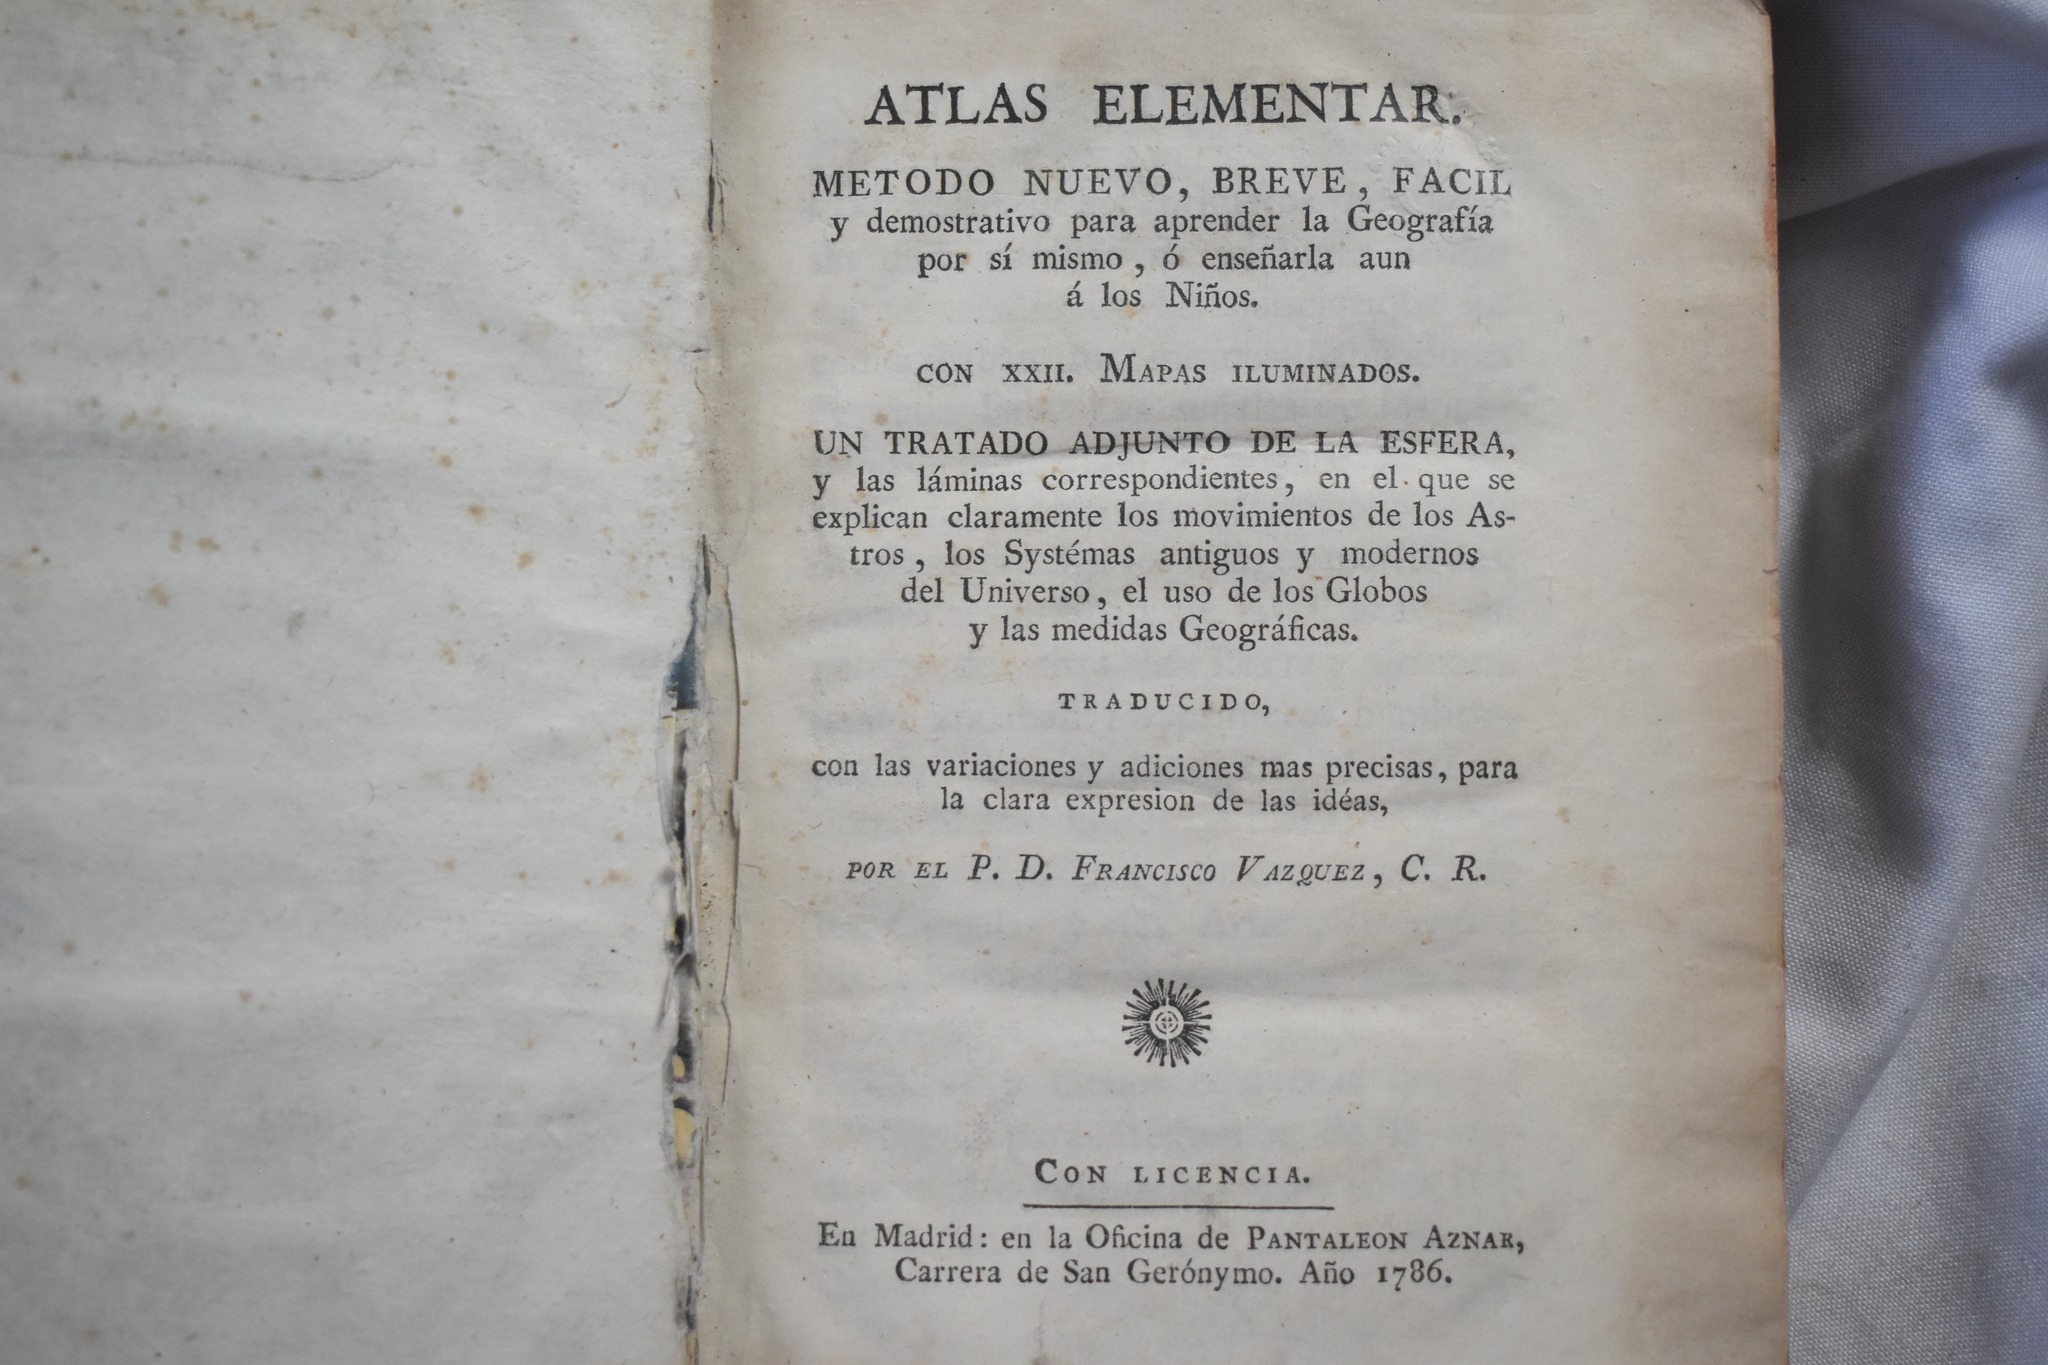 ATLAS ELEMENTAR.
METODO NUEVO, BREVE, FACIL
y demostrativo para aprender la Geografía
por sí mismo, ó enseñarla aun
á los Niños.
CON XXII. MAPAS ILUMINADOS.
UN TRATADO ADJUNTO DE LA ESFERA,
y las láminas correspondientes, en el que se
explican claramente los movimientos de los As-
tros, los Systémas antiguos y modernos
del Universo, el uso de los Globos
y las medidas Geográficas.
TRADUCIDO,
con las variaciones y adiciones mas precisas, para
la clara expresion de las idéas,
POR EL P. D. FRANCISCO VAZQUEZ, C. R.
CON LICENCIA.
En Madrid: en la Oficina de PANTALEON AZNAR,
Carrera de San Gerónymo. Año 1786.